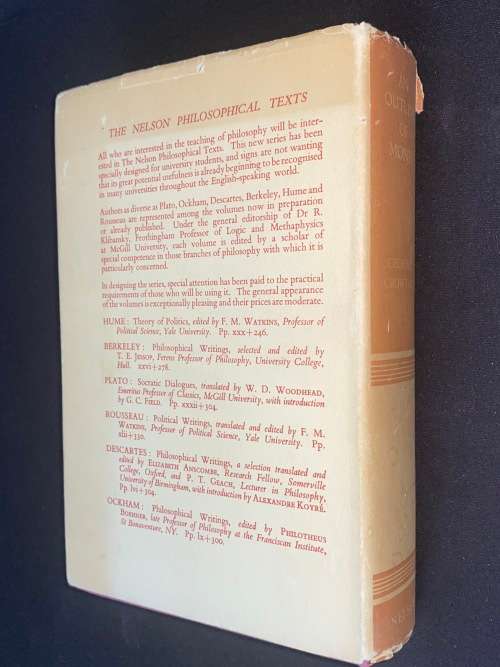 THE NELSON PHILOSOPHICAL TEXTS
All who are interested in the teaching of philosophy will be inter-
ested in The Nelson Philosophical Texts. This new series has been
specially designed for university students, and signs are not wanting
that its great potential usefulness is already beginning to be recognised
in many universities throughout the English-speaking world.
Authors as diverse as Plato, Ockham, Descartes, Berkeley, Hume and
Rousseau are represented among the volumes now in preparation
or already published. Under the general editorship of Dr R.
Klibansky, Frothingham Professor of Logic and Methaphysics
at McGill University, each volume is edited by a scholar of
special competence in those branches of philosophy with which it is
particularly concerned.
In designing the series, special attention has been paid to the practical
requirements of those who will be using it. The general appearance
of the volumes is exceptionally pleasing and their prices are moderate.
HUME: Theory of Politics, edited by F. M. WATKINS, Professor of
Political Science, Yale University. Pp. xxx+246.
BERKELEY: Philosophical Writings, selected and edited by
T. E. JESSOP, Ferens Professor of Philosophy, University College,
Hull. xxvi+278.
PLATO: Socratic Dialogues, translated by W. D. WOODHEAD,
Emeritus Professor of Classics, McGill University, with introduction
by G. C. FIELD. Pp. xxxii+304.
ROUSSEAU: Political Writings, translated and edited by F. M.
WATKINS, Professor of Political Science, Yale University. Pp.
xlii+330.
DESCARTES: Philosophical Writings, a selection translated and
edited by ELIZABETH ANSCOMBE, Research Fellow, Somerville
College, Oxford, and P. T. GEACH, Lecturer in Philosophy,
University of Birmingham, with introduction by ALEXANDRE KOYRÉ.
Pp. lvi+304.
OCKHAM: Philosophical Writings, edited by PHILOTHEUS
BOEHNER, late Professor of Philosophy at the Franciscan Institute,
St Bonaventure, NY. Pp. lx+300.
AN
OF